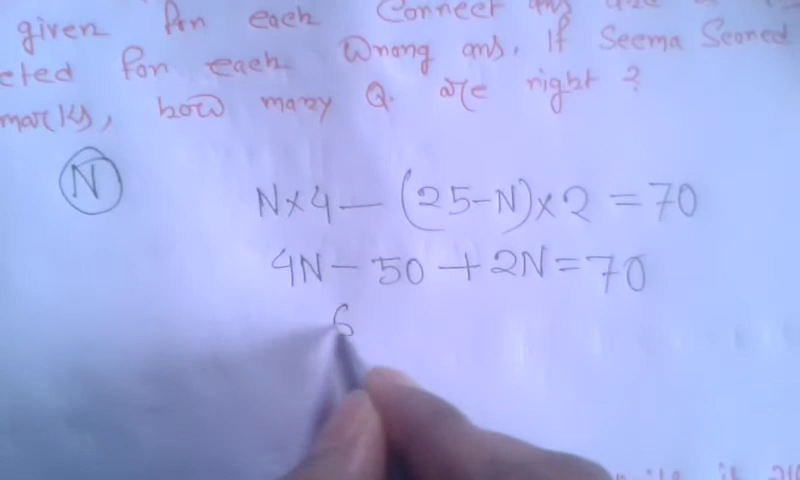 given for each Connect ans
eted for each wrong ans. If Seema Scored
marks, how many Q. are right ?
N N×4 — (25-N)×2 = 70
4N - 50 + 2N = 70
6